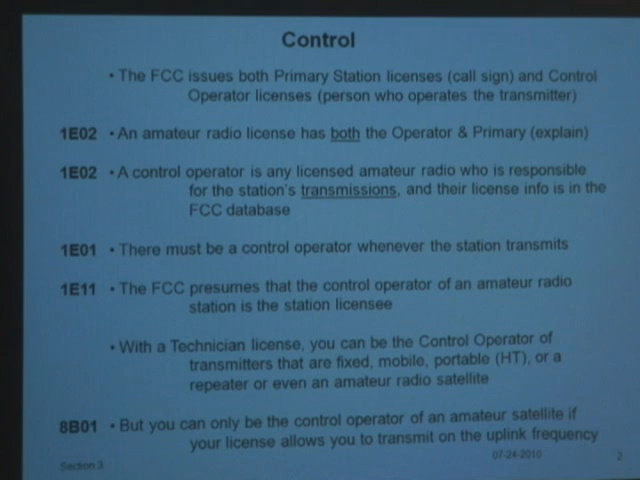 Control
• The FCC issues both Primary Station licenses (call sign) and Control
Operator licenses (person who operates the transmitter)
1E02 • An amateur radio license has both the Operator & Primary (explain)
1E02 • A control operator is any licensed amateur radio who is responsible
for the station's transmissions, and their license info is in the
FCC database
1E01 • There must be a control operator whenever the station transmits
1E11 • The FCC presumes that the control operator of an amateur radio
station is the station licensee
• With a Technician license, you can be the Control Operator of
transmitters that are fixed, mobile, portable (HT), or a
repeater or even an amateur radio satellite
8B01 • But you can only be the control operator of an amateur satellite if
your license allows you to transmit on the uplink frequency
Section 3 07-24-2010 2